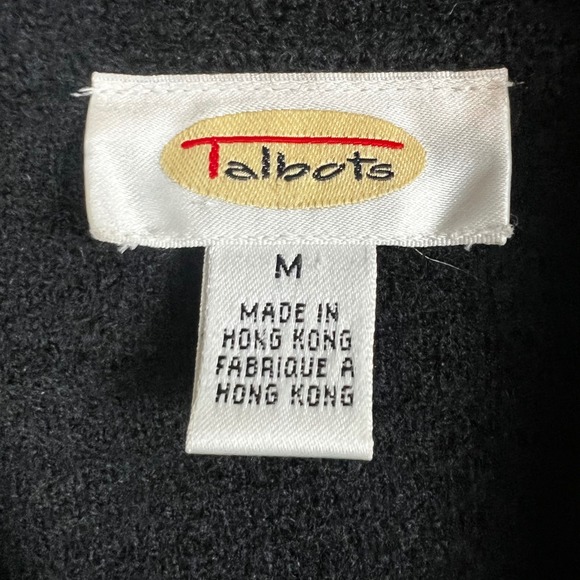 Talbots
M
MADE IN
HONG KONG
FABRIQUE A
HONG KONG